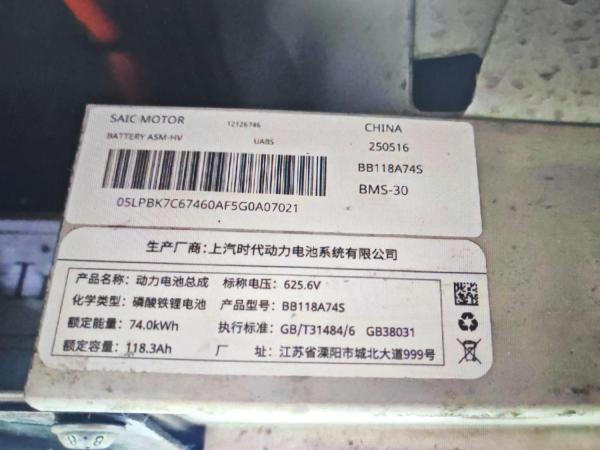 SAIC MOTOR
12126746
CHINA
BATTERY ASM-HV
UABS
250516
BB118A74S
BMS-30
05LPBK7C67460AF5G0A07021
生产厂商：上汽时代动力电池系统有限公司
产品名称：动力电池总成 标称电压：625.6V
化学类型：磷酸铁锂电池 产品型号：BB118A74S
额定能量：74.0kWh 执行标准：GB/T31484/6 GB38031
额定容量：118.3Ah 厂 址：江苏省溧阳市城北大道999号